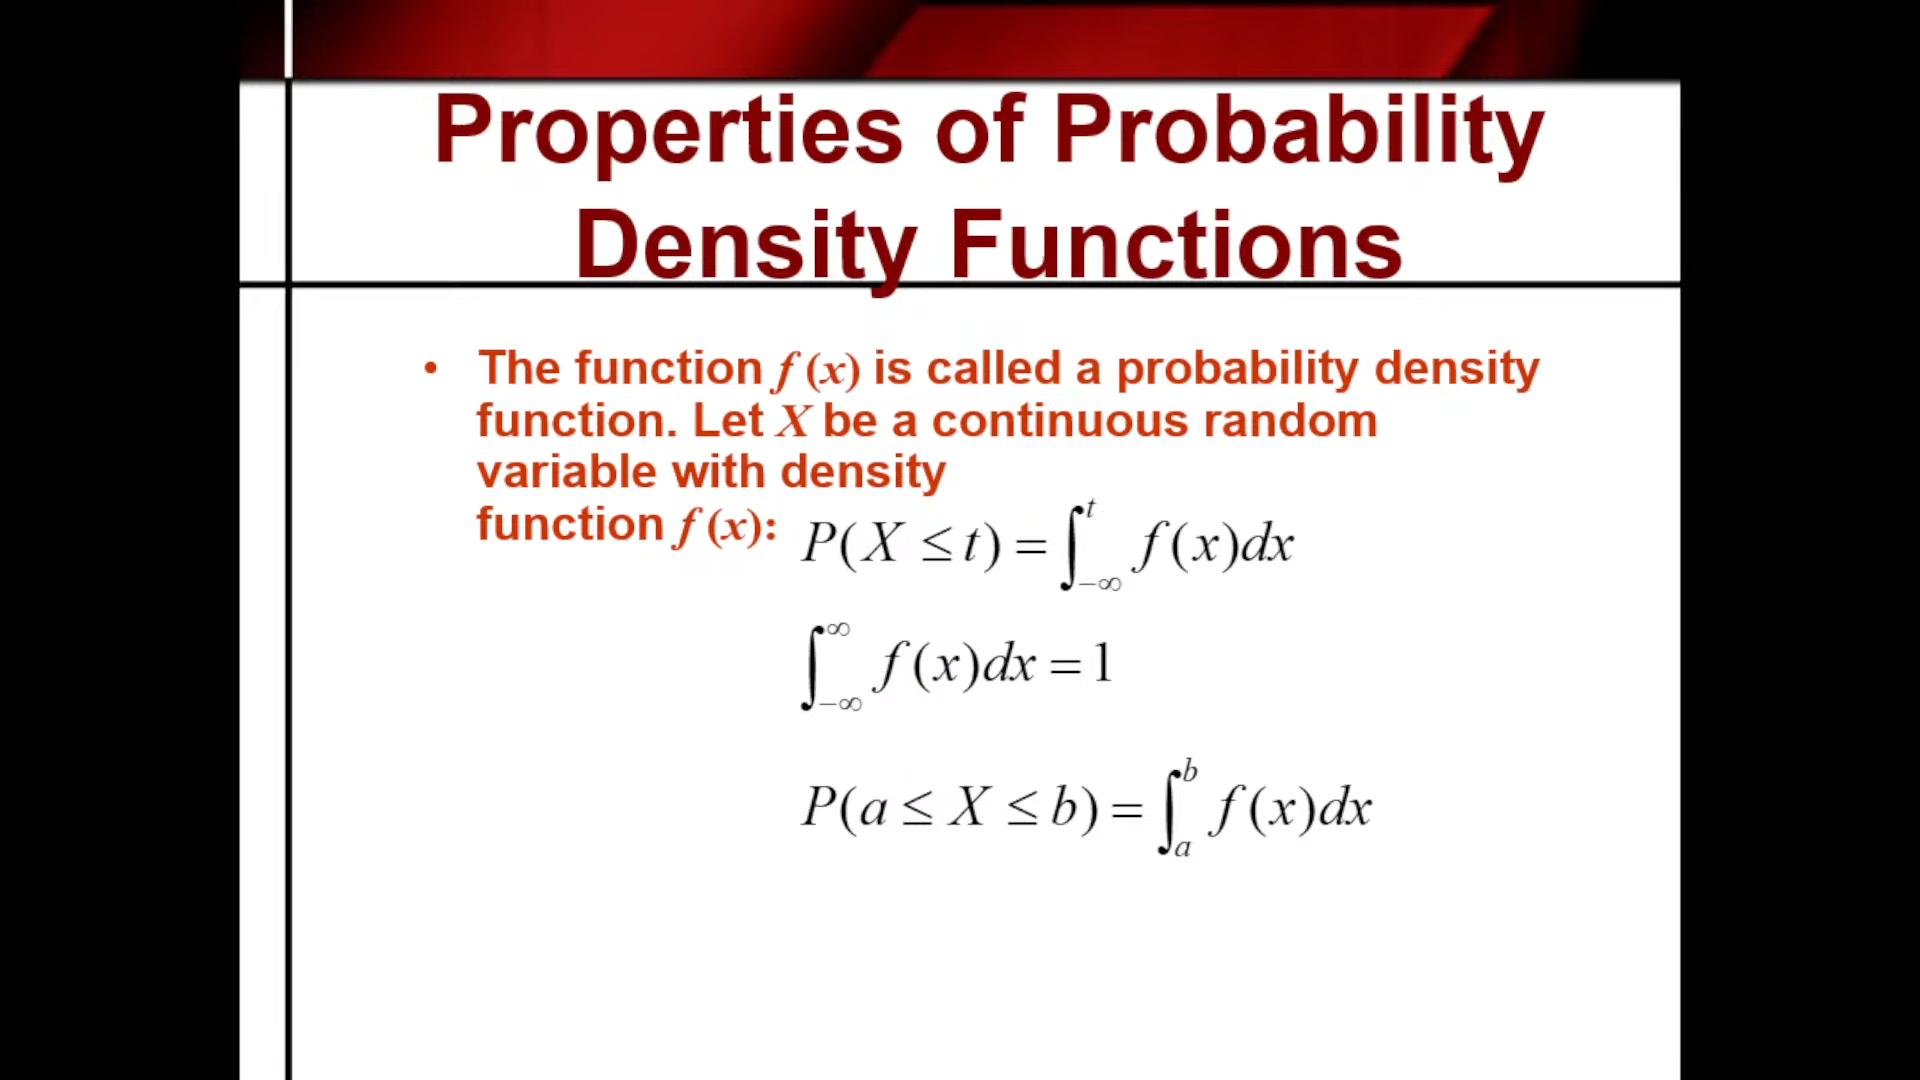 Properties of Probability
Density Functions
• The function f (x) is called a probability density
function. Let X be a continuous random
variable with density
function f (x): P(X ≤ t) = ∫_{-∞}^{t} f(x)dx
∫_{-∞}^{∞} f(x)dx = 1
P(a ≤ X ≤ b) = ∫_{a}^{b} f(x)dx